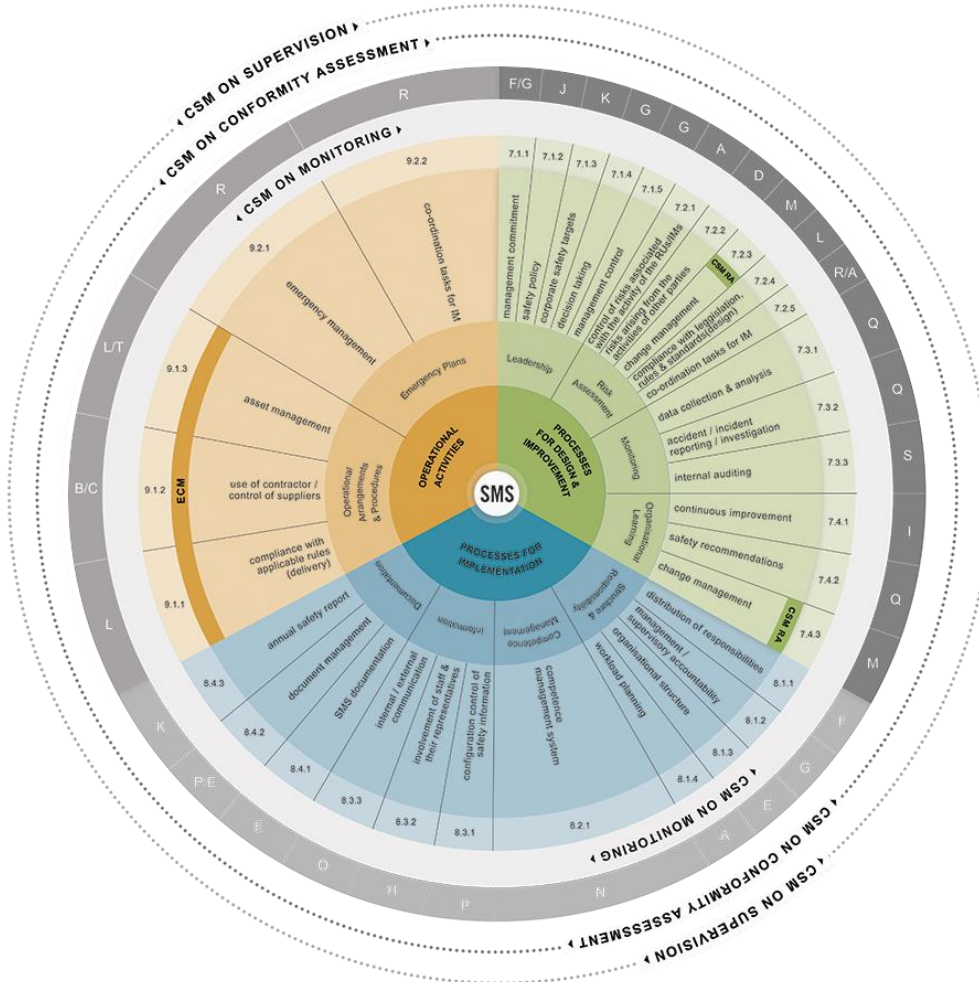 CSM ON SUPERVISION
CSM ON CONFORMITY ASSESSMENT
CSM ON MONITORING
SMS
PROCESSES
FOR DESIGN &
IMPROVEMENT
Leadership
7.1.1
management commitment
7.1.2
safety policy
7.1.3
corporate safety targets
7.1.4
decision taking
7.1.5
management control
Risk
Assessment
7.2.1
control of risks associated
with the activity of the RUs/IMs
7.2.2
risks arising from the
activities of other parties
7.2.3
change management
CSM RA
7.2.4
compliance with leggislation,
rules & standards(design)
7.2.5
co-ordination tasks for IM
Monitoring
7.3.1
data collection & analysis
7.3.2
accident / incident
reporting / investigation
7.3.3
internal auditing
Organisational
Learning
7.4.1
continuous improvement
7.4.2
safety recommendations
7.4.3
change management
CSM RA
PROCESSES FOR
IMPLEMENTATION
Structure &
Responsibility
8.1.1
distribution of responsibilities
8.1.2
management /
supervisory accountability
8.1.3
organisational structure
8.1.4
workload planning
Competence
Management
8.2.1
competence
management system
Information
8.3.1
configuration control of
safety information
8.3.2
involvement of staff &
their representatives
8.3.3
internal / external
communication
Documentation
8.4.1
SMS documentation
8.4.2
document management
8.4.3
annual safety report
OPERATIONAL
ACTIVITIES
Operational
Arrangements
& Procedures
9.1.1
compliance with
applicable rules
(delivery)
9.1.2
use of contractor /
control of suppliers
9.1.3
asset management
ECM
Emergency Plans
9.2.1
emergency management
9.2.2
co-ordination tasks for IM
F/G
J
K
G
G
A
D
M
L
R/A
Q
Q
S
I
Q
M
F
G
E
A
N
P
H
O
E
P/E
K
L
B/C
L/T
R
R
CSM ON MONITORING
CSM ON CONFORMITY ASSESSMENT
CSM ON SUPERVISION